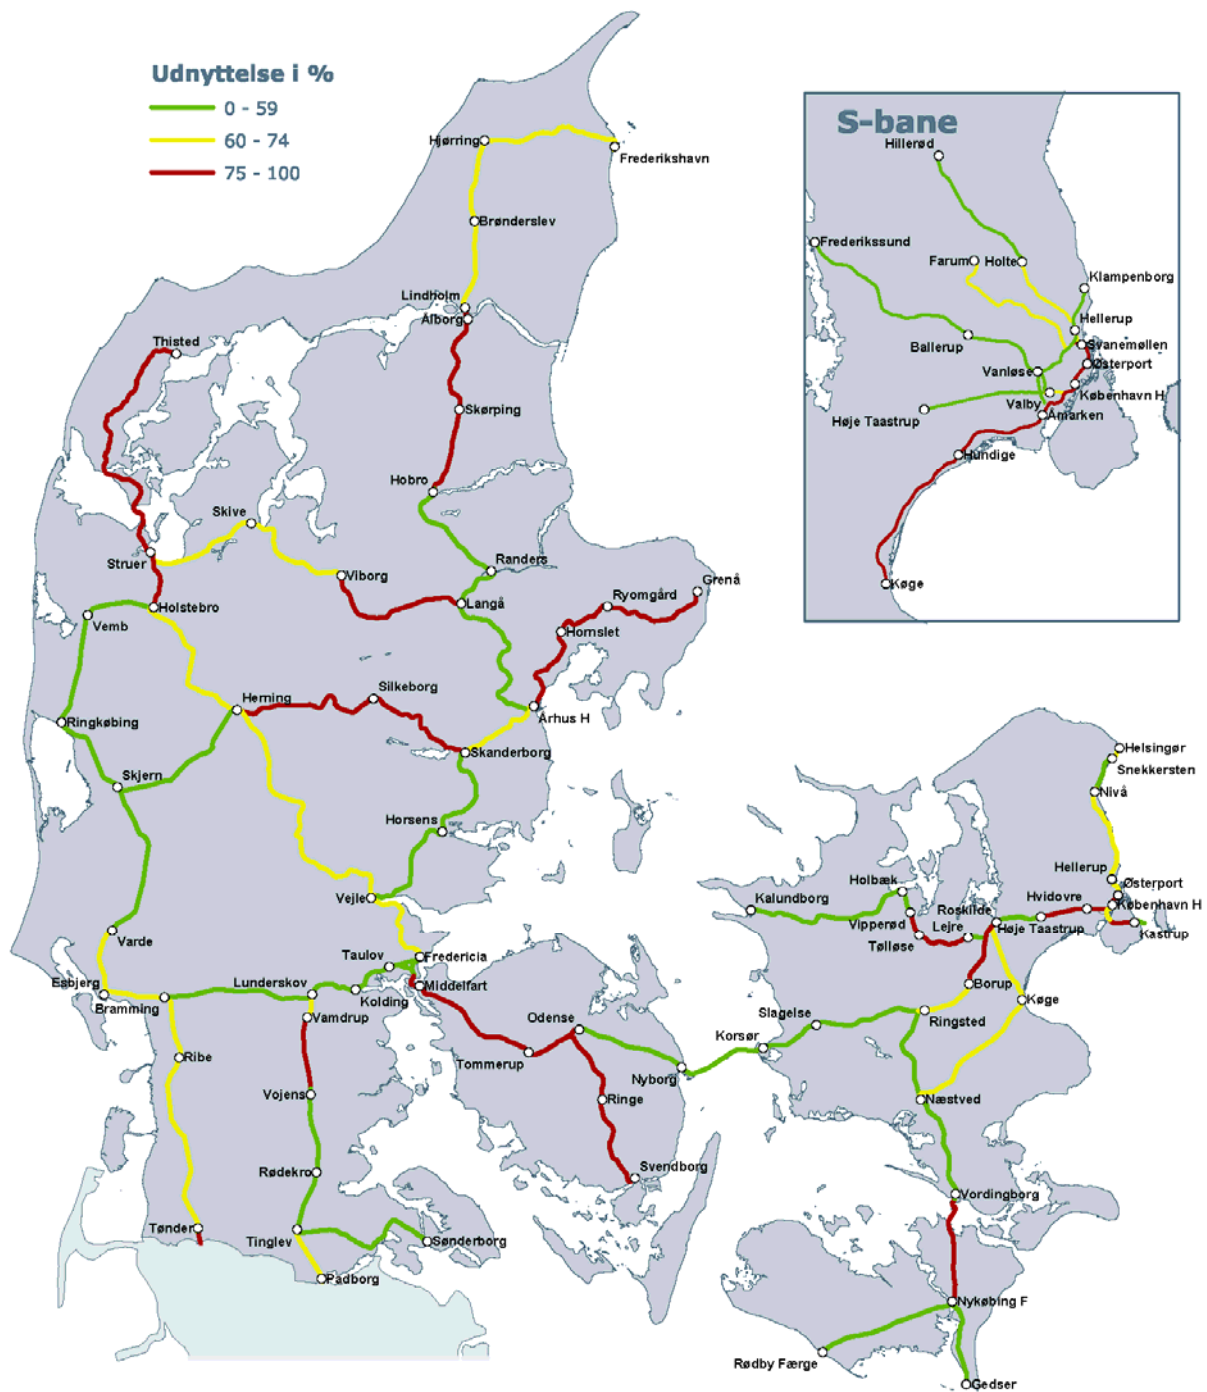 Udnyttelse i %
0 - 59
60 - 74
75 - 100
S-bane
Hillerød
Frederikssund
Farum
Holte
Klampenborg
Hellerup
Svanemøllen
Ballerup
Østerport
Vanløse
København H
Valby
Åmarken
Høje Taastrup
Hundige
Køge
Hjørring
Frederikshavn
Brønderslev
Lindholm
Ålborg
Thisted
Skørping
Hobro
Skive
Struer
Randers
Viborg
Grenå
Ryomgård
Langå
Holstebro
Vemb
Hornslet
Silkeborg
Herning
Århus H
Ringkøbing
Skanderborg
Skjern
Horsens
Vejle
Varde
Taulov
Fredericia
Esbjerg
Lunderskov
Middelfart
Bramming
Kolding
Vamdrup
Odense
Ribe
Tommerup
Nyborg
Vojens
Ringe
Rødekro
Svendborg
Tønder
Tinglev
Sønderborg
Padborg
Helsingør
Snekkersten
Nivå
Hellerup
Holbæk
Østerport
Kalundborg
Hvidovre
København H
Roskilde
Vipperød
Lejre
Høje Taastrup
Kastrup
Tølløse
Borup
Køge
Slagelse
Ringsted
Korsør
Næstved
Vordingborg
Nykøbing F
Rødby Færge
Gedser